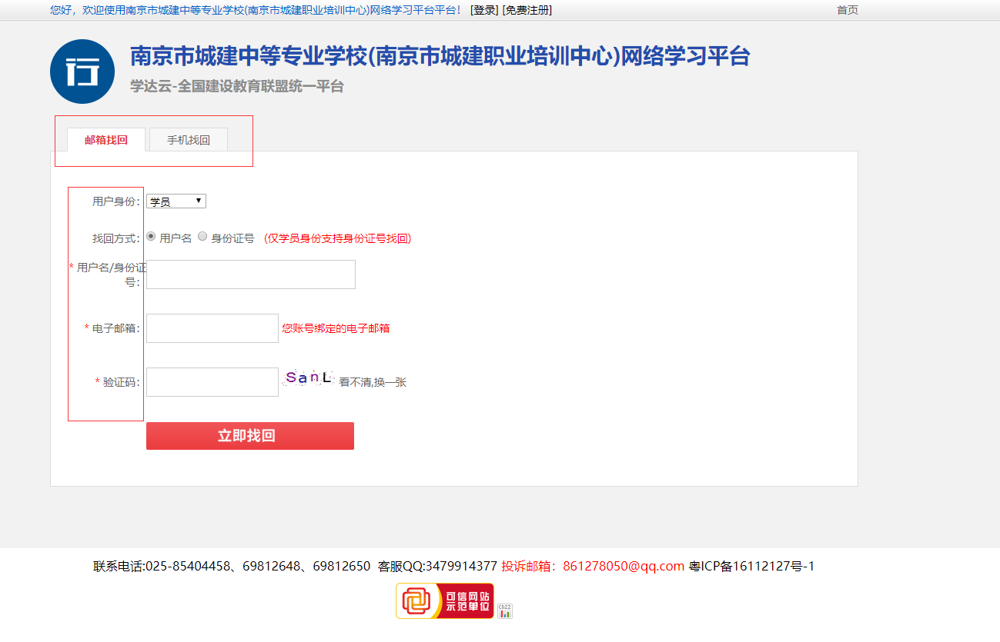 您好，欢迎使用南京市城建中等专业学校(南京市城建职业培训中心)网络学习平台平台！ [登录] [免费注册] 首页
行
南京市城建中等专业学校(南京市城建职业培训中心)网络学习平台
学达云-全国建设教育联盟统一平台
邮箱找回 手机找回
用户身份： 学员
找回方式： 用户名 身份证号 (仅学员身份支持身份证号找回)
* 用户名/身份证
号：
* 电子邮箱： 您账号绑定的电子邮箱
* 验证码： SanL 看不清,换一张
立即找回
联系电话:025-85404458、69812648、69812650 客服QQ:3479914377 投诉邮箱：861278050@qq.com 粤ICP备16112127号-1
可信网站
示范单位
CNZZ